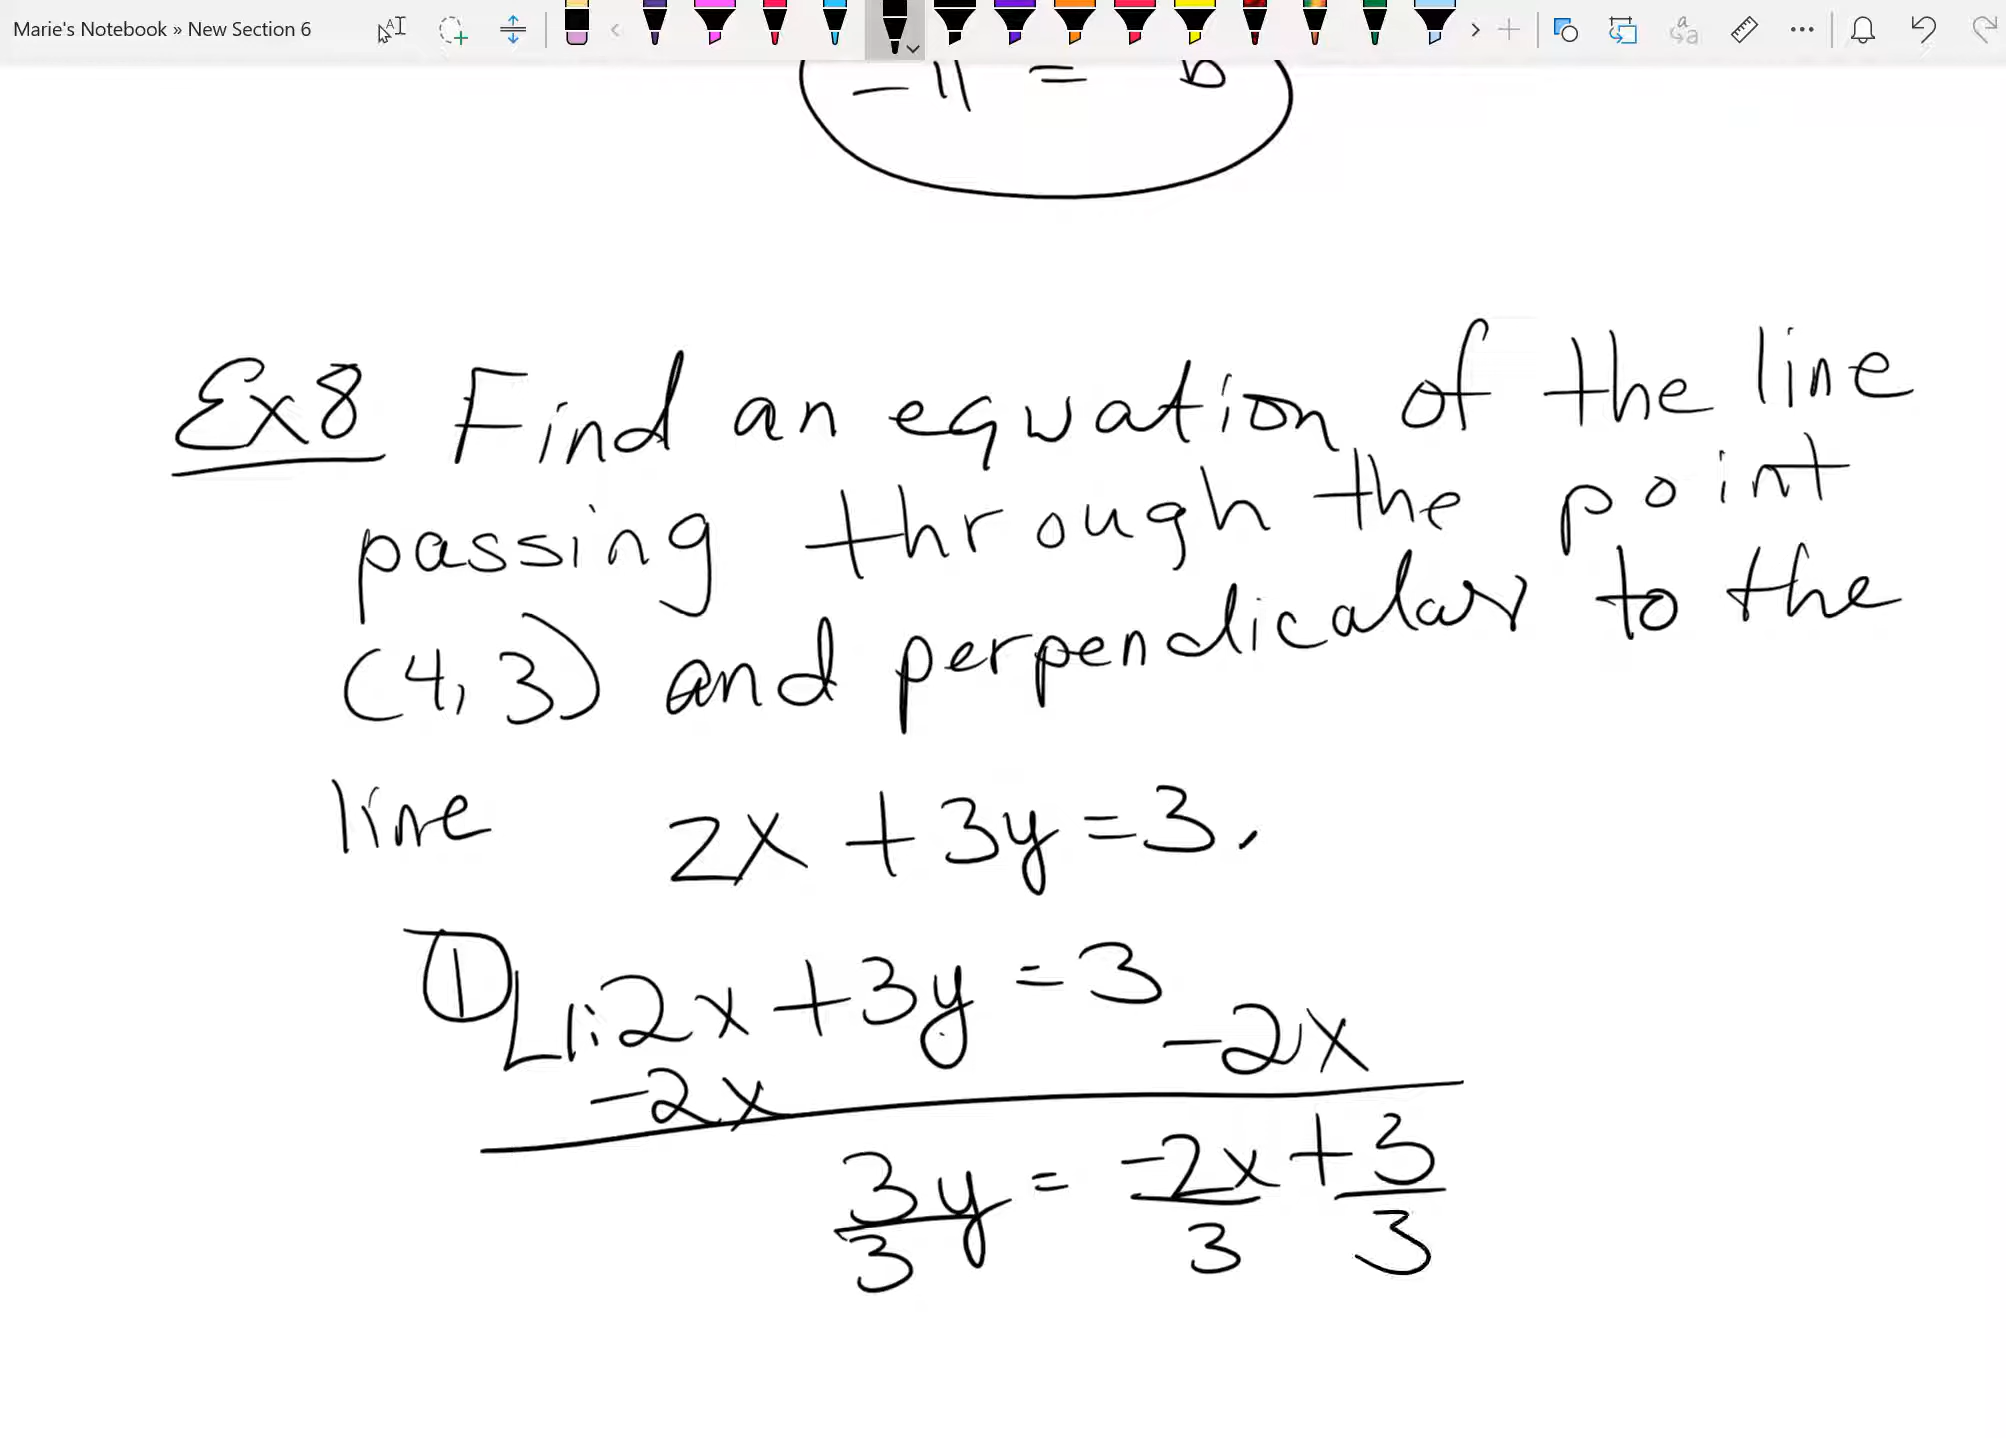 Marie's Notebook » New Section 6
-11 = b
Ex8 Find an equation of the line
passing through the point
(4,3) and perpendicalar to the
line 2x + 3y = 3.
① L1: 2x + 3y = 3
-2x -2x
3y/3 = -2x/3 + 3/3